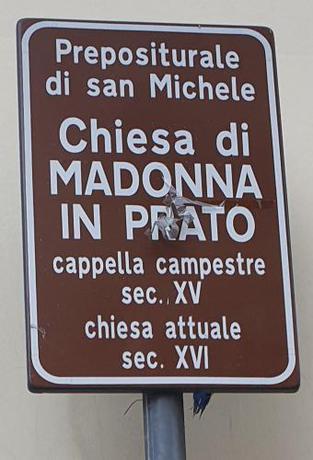 Prepositurale
di san Michele
Chiesa di
MADONNA
IN PRATO
cappella campestre
sec. XV
chiesa attuale
sec. XVI